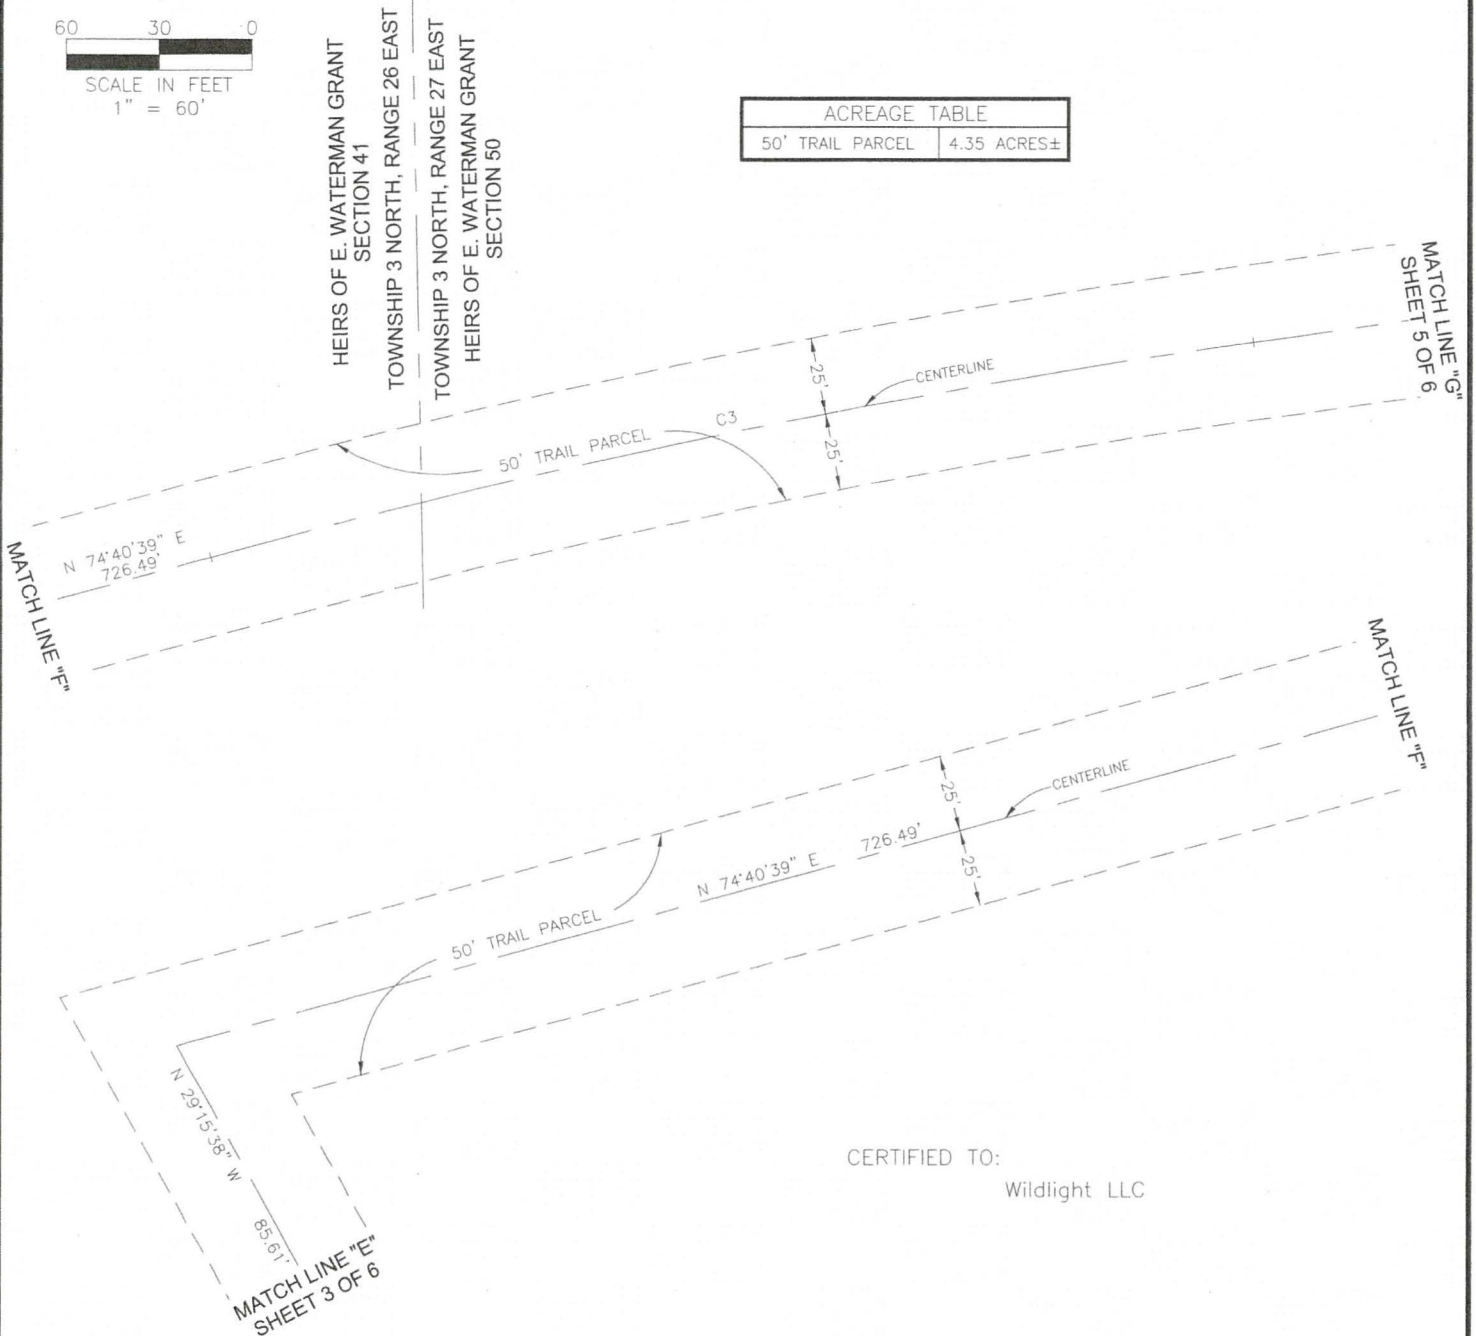 60 30 0
SCALE IN FEET
1" = 60'
HEIRS OF E. WATERMAN GRANT
SECTION 41
TOWNSHIP 3 NORTH, RANGE 26 EAST
TOWNSHIP 3 NORTH, RANGE 27 EAST
HEIRS OF E. WATERMAN GRANT
SECTION 50
ACREAGE TABLE
50' TRAIL PARCEL 4.35 ACRES±
MATCH LINE "G"
SHEET 5 OF 6
25'
CENTERLINE
C3
50' TRAIL PARCEL
25'
N 74°40'39" E
726.49'
MATCH LINE "F"
MATCH LINE "F"
25'
CENTERLINE
726.49'
N 74°40'39" E
25'
50' TRAIL PARCEL
N 29°15'38" W
85.61'
MATCH LINE "E"
SHEET 3 OF 6
CERTIFIED TO:
Wildlight LLC